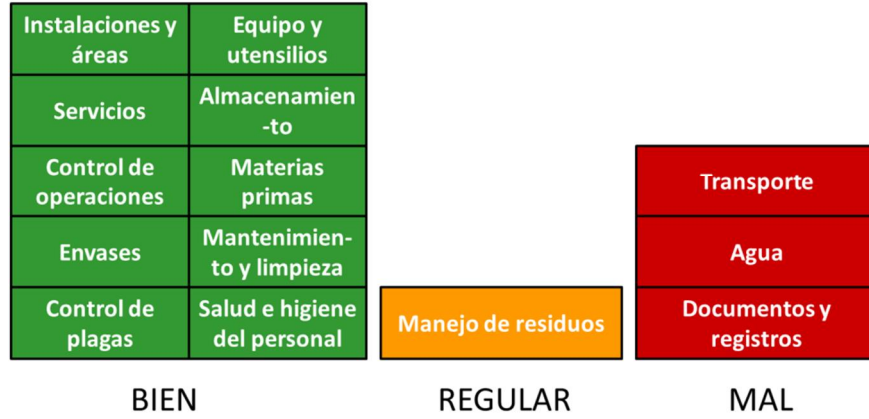 Instalaciones y
áreas
Equipo y
utensilios
Servicios
Almacenamien
-to
Control de
operaciones
Materias
primas
Envases
Mantenimien-
to y limpieza
Control de
plagas
Salud e higiene
del personal
Manejo de residuos
Transporte
Agua
Documentos y
registros
BIEN
REGULAR
MAL